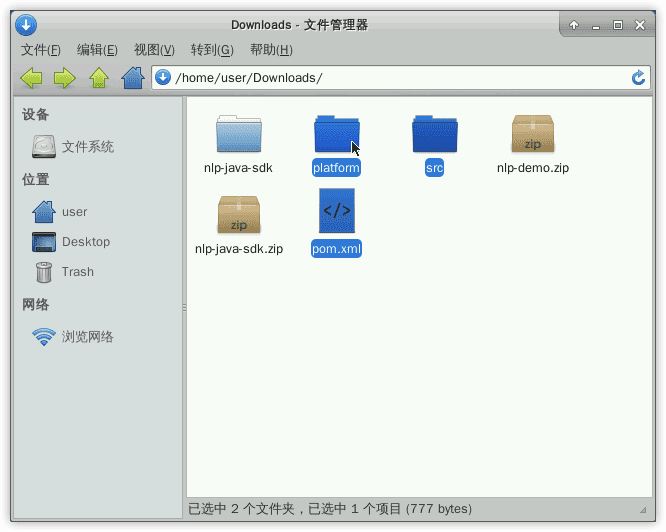 Downloads - 文件管理器
文件(F) 编辑(E) 视图(V) 转到(G) 帮助(H)
/home/user/Downloads/
设备
文件系统
位置
user
Desktop
Trash
网络
浏览网络
nlp-java-sdk platform src nlp-demo.zip
zip
nlp-java-sdk.zip pom.xml
zip </>
已选中 2 个文件夹，已选中 1 个项目 (777 bytes)